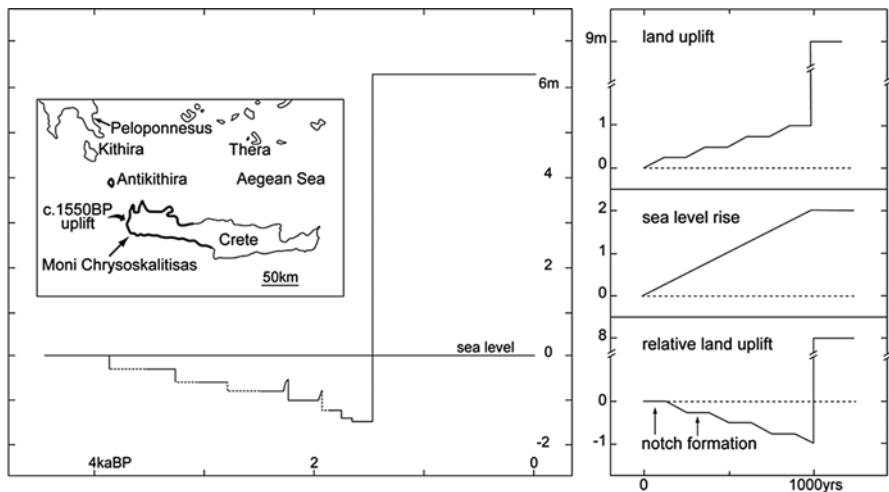 6m
4
2
0
-2
4kaBP
2
0
sea level
Peloponnesus
Kithira
Thera
Antikithira
Aegean Sea
c.1550BP
uplift
Crete
Moni Chrysoskalitisas
50km
9m
land uplift
1
0
2
sea level rise
1
0
8
relative land uplift
0
-1
notch formation
0
1000yrs